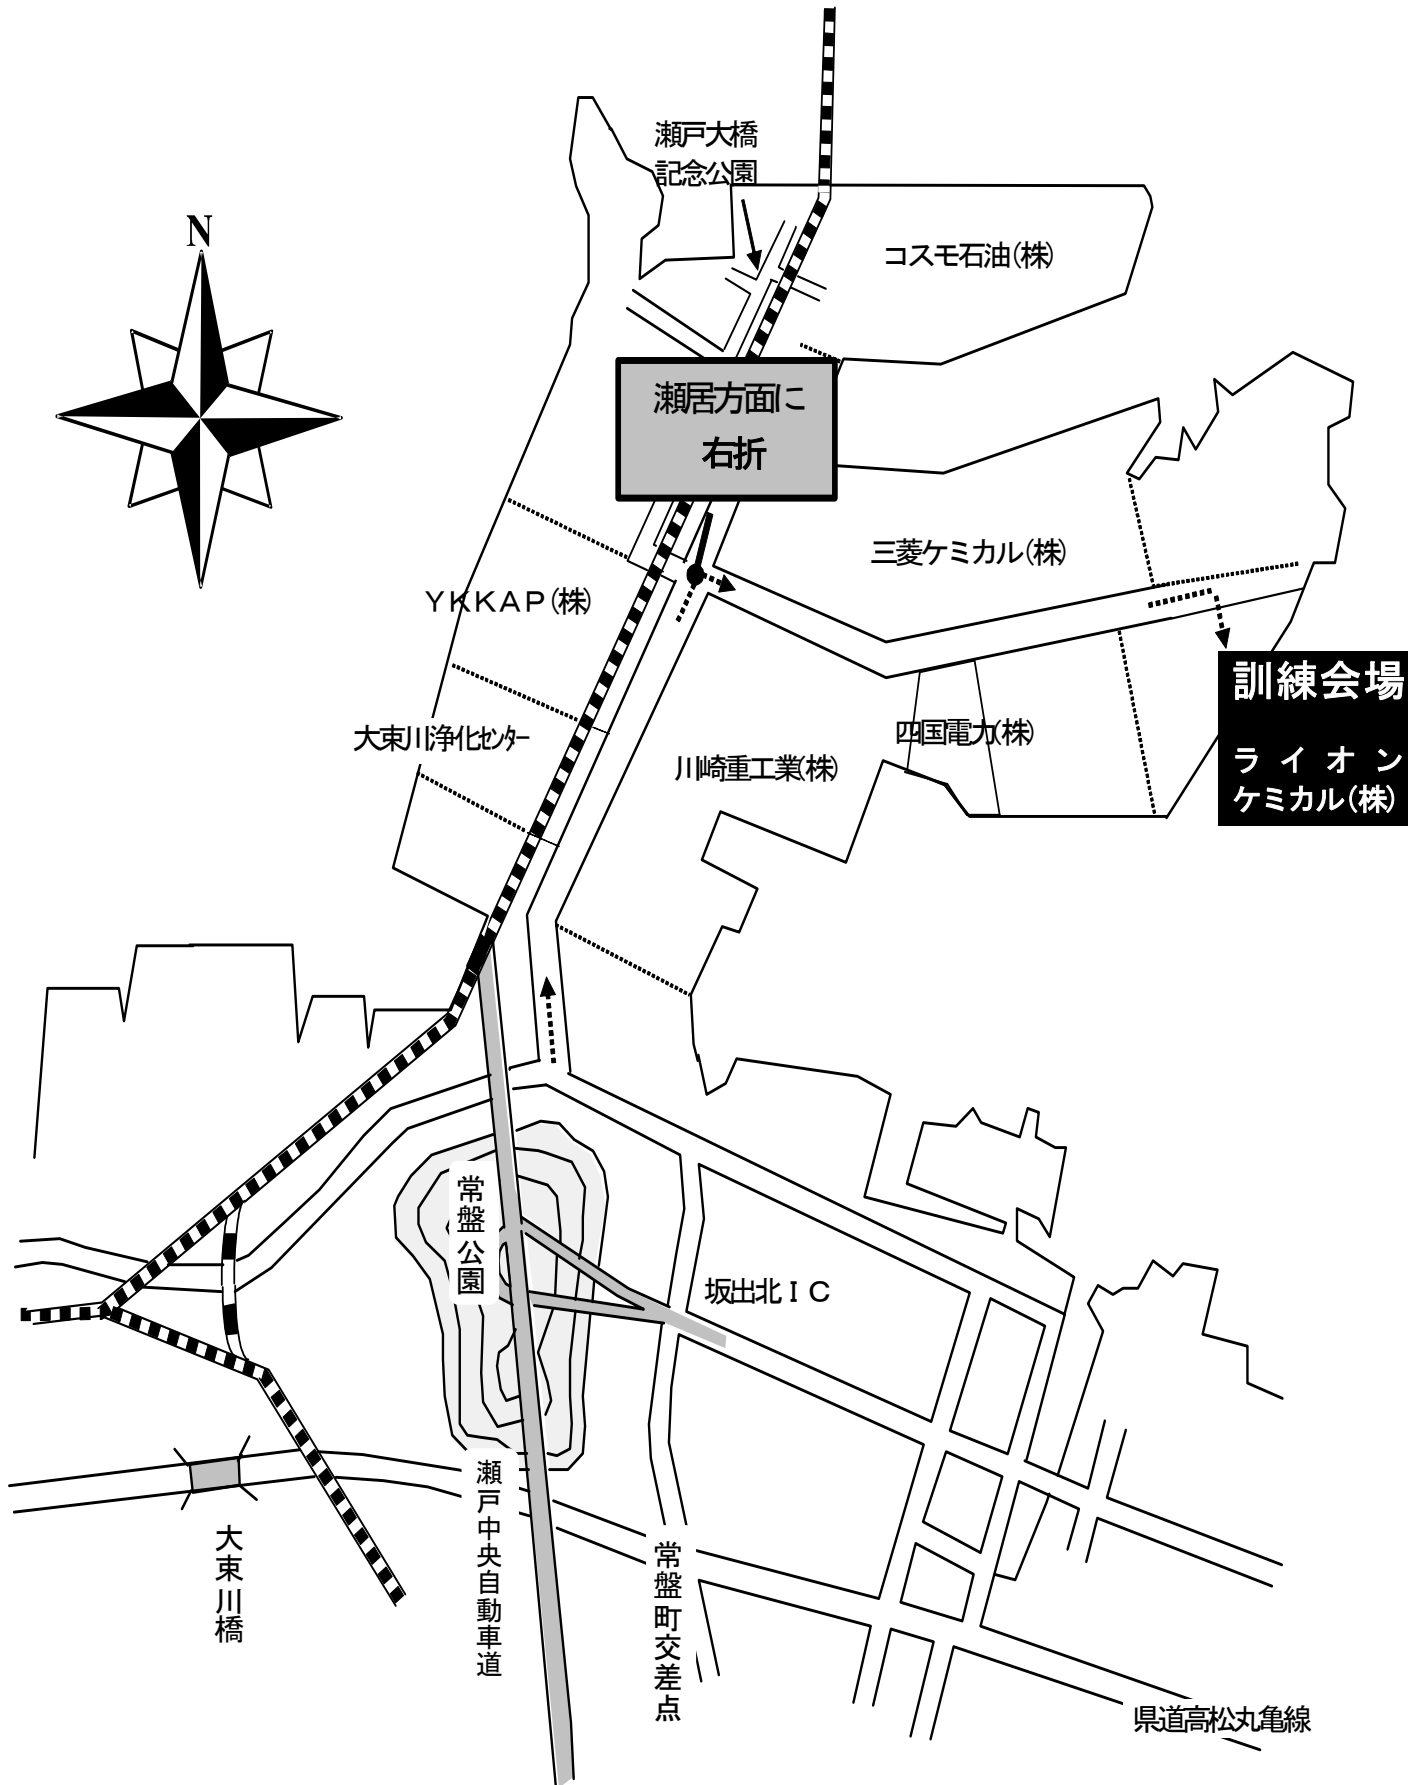 瀬戸大橋
記念公園
N
コスモ石油(株)
瀬居方面に
右折
三菱ケミカル(株)
YKKAP(株)
訓練会場
ライオン
ケミカル(株)
四国電力(株)
大束川浄化センター
川崎重工業(株)
常盤公園
坂出北IC
瀬戸中央自動車道
大束川橋
常盤町交差点
県道高松丸亀線